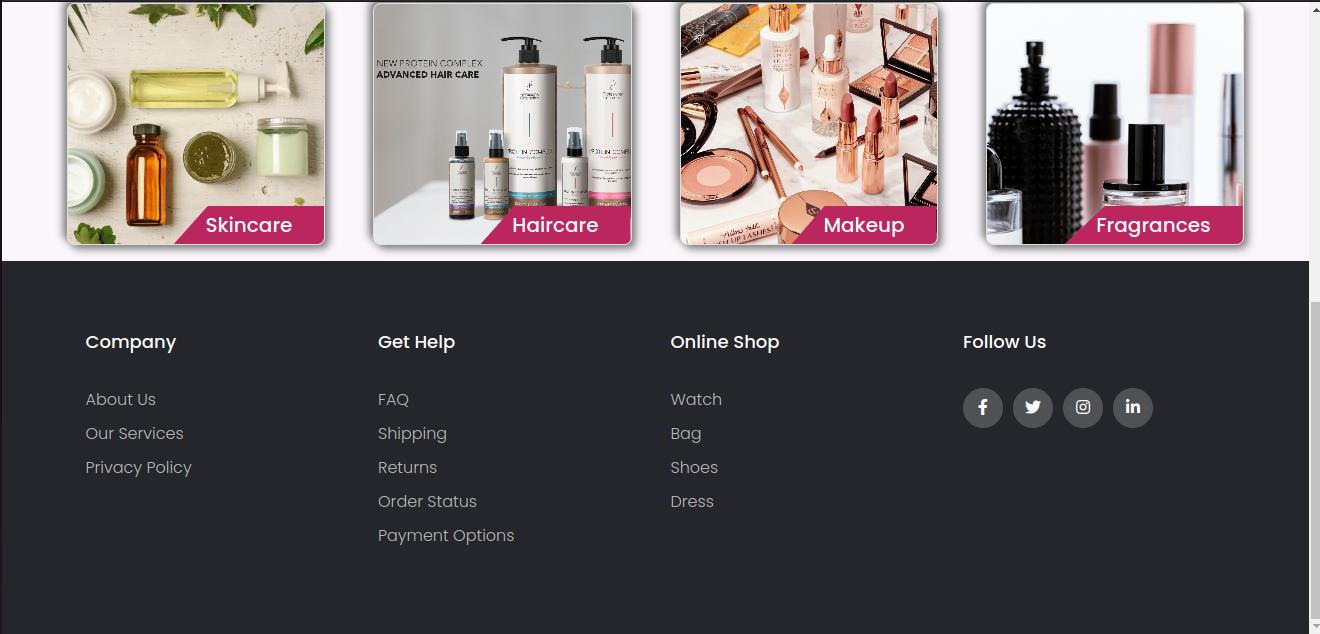 NEW PROTEIN COMPLEX
ADVANCED HAIR CARE
Skincare
Haircare
Makeup
Fragrances
Company
Get Help
Online Shop
Follow Us
About Us
FAQ
Watch
Our Services
Shipping
Bag
Privacy Policy
Returns
Shoes
Order Status
Dress
Payment Options